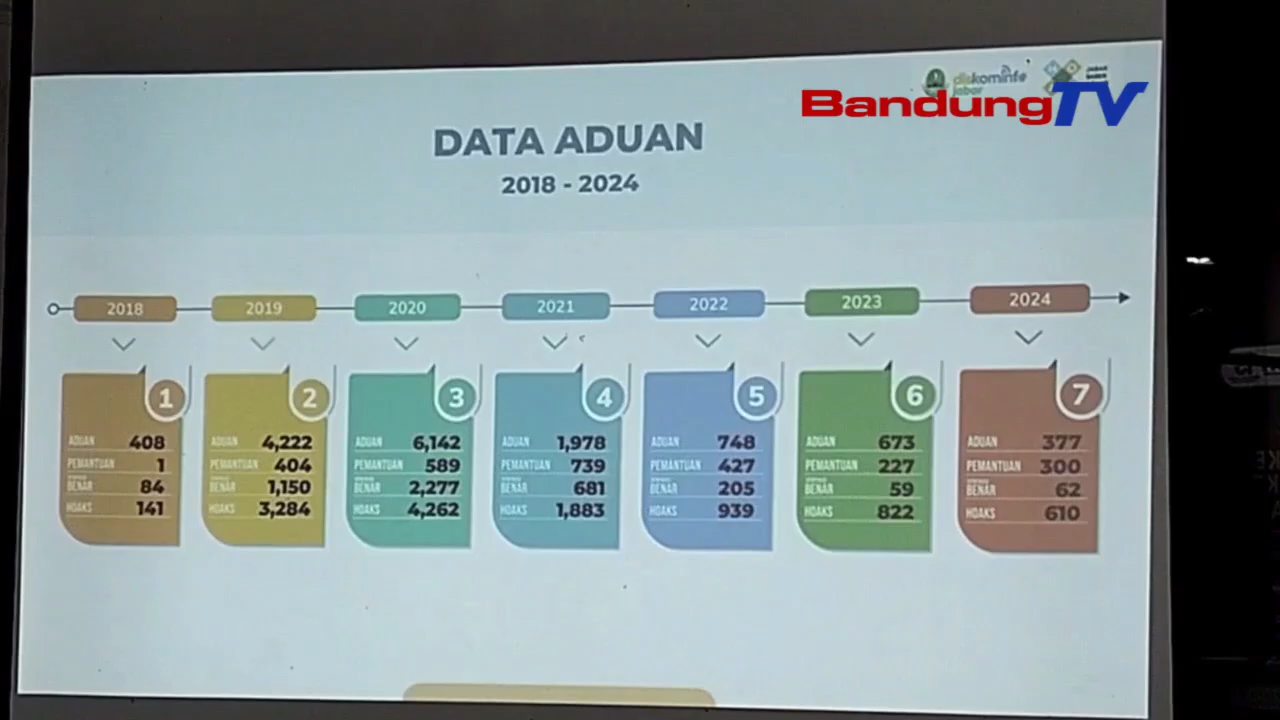 diskominfo
jabar
JABAR
SABER
BandungTV
DATA ADUAN
2018 - 2024
2018
2019
2020
2021
2022
2023
2024
1
ADUAN 408
PEMANTUAN 1
BENAR 84
HOAKS 141
2
ADUAN 4,222
PEMANTUAN 404
BENAR 1,150
HOAKS 3,284
3
ADUAN 6,142
PEMANTUAN 589
BENAR 2,277
HOAKS 4,262
4
ADUAN 1,978
PEMANTUAN 739
BENAR 681
HOAKS 1,883
5
ADUAN 748
PEMANTUAN 427
BENAR 205
HOAKS 939
6
ADUAN 673
PEMANTUAN 227
BENAR 59
HOAKS 822
7
ADUAN 377
PEMANTUAN 300
BENAR 62
HOAKS 610